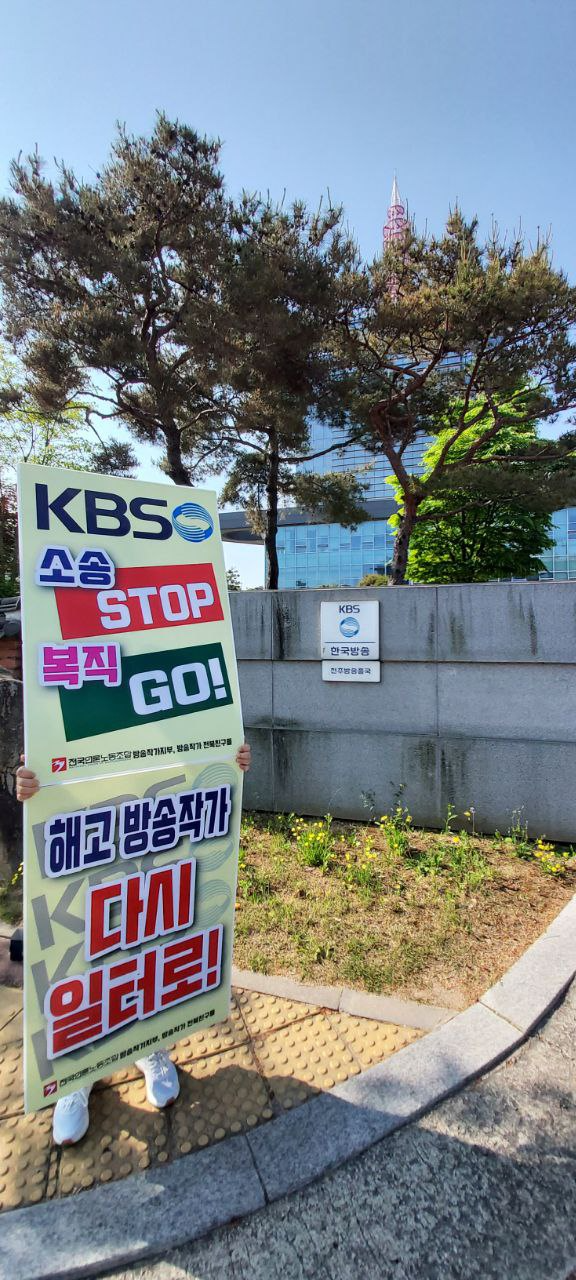 KBS
소송
STOP
복직
GO!
전국언론노동조합 방송작가지부, 방송작가 전북친구들
KBS
해고 방송작가
다시
일터로!
전국언론노동조합 방송작가지부, 방송작가 전북친구들
KBS
한국방송
전주방송총국